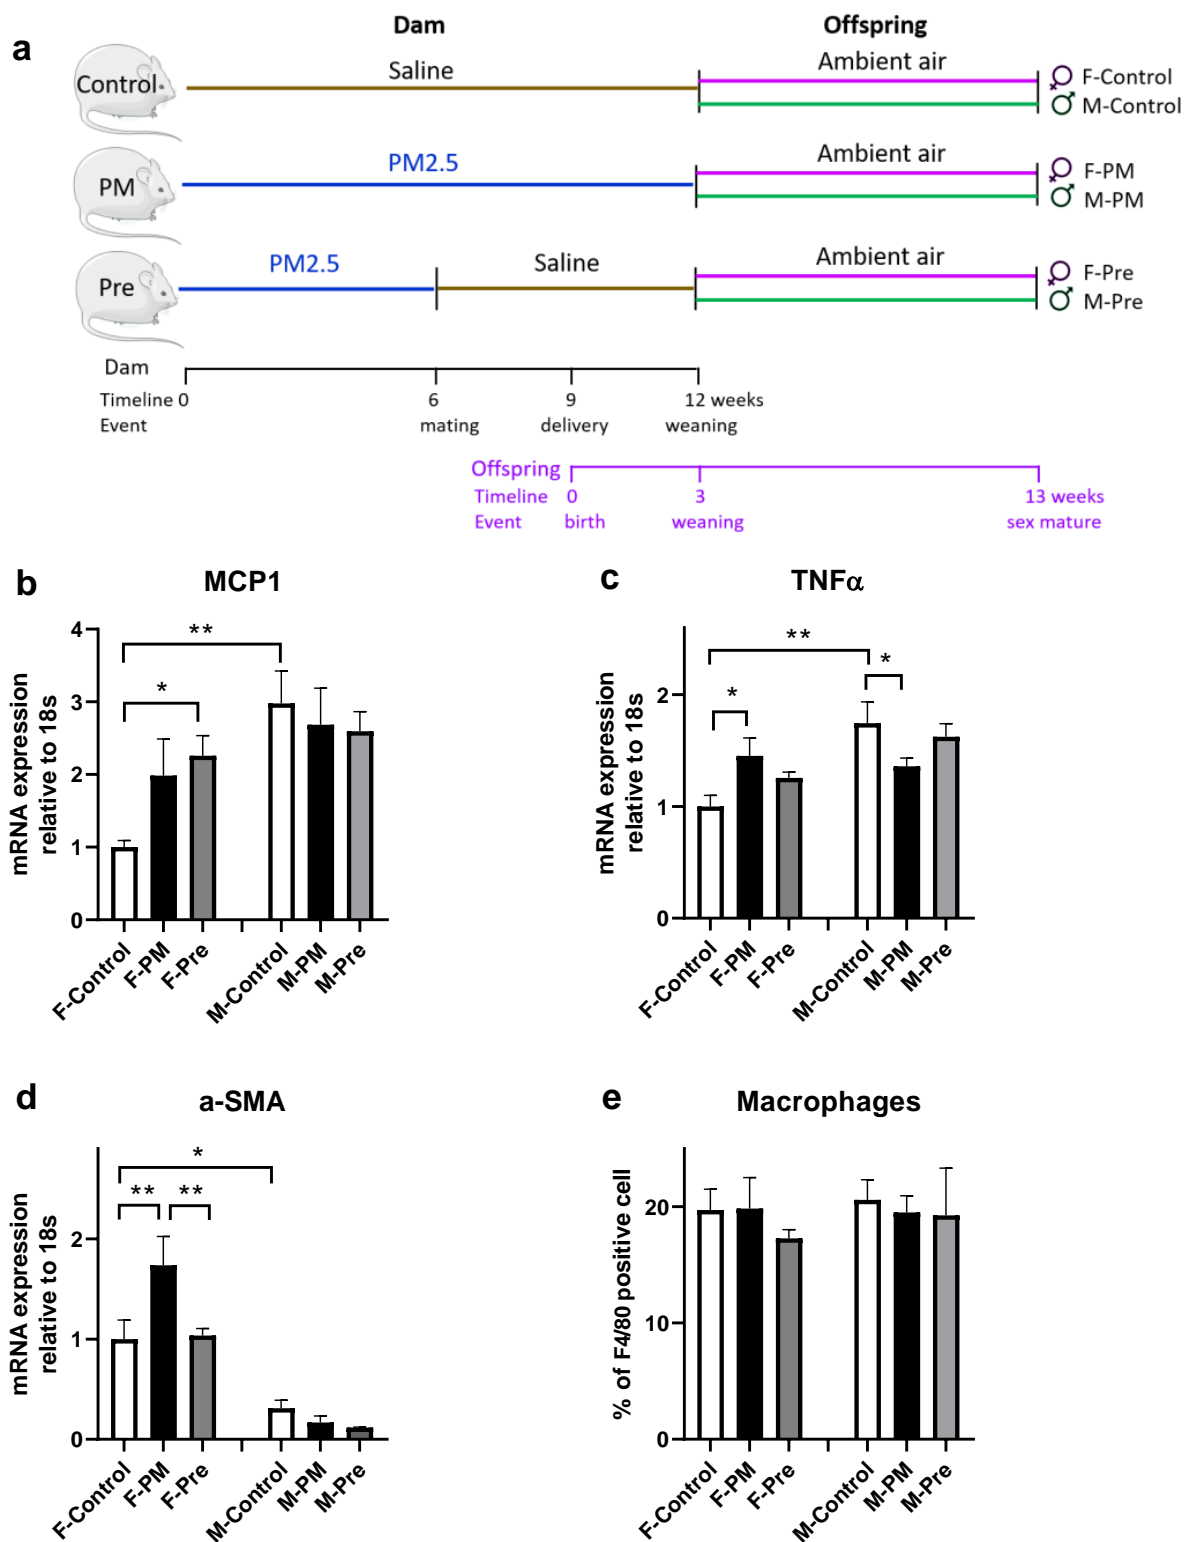 a
Dam
Offspring
Control
Saline
Ambient air
F-Control
M-Control
PM
PM2.5
Ambient air
F-PM
M-PM
Pre
PM2.5
Saline
Ambient air
F-Pre
M-Pre
Dam
Timeline 0 6 9 12 weeks
Event mating delivery weaning
Offspring
Timeline 0 3 13 weeks
Event birth weaning sex mature
b
MCP1
mRNA expression
relative to 18s
4
3
2
1
0
**
*
F-Control
F-PM
F-Pre
M-Control
M-PM
M-Pre
c
TNFα
mRNA expression
relative to 18s
2
1
0
**
*
*
F-Control
F-PM
F-Pre
M-Control
M-PM
M-Pre
d
a-SMA
mRNA expression
relative to 18s
2
1
0
*
**
**
F-Control
F-PM
F-Pre
M-Control
M-PM
M-Pre
e
Macrophages
% of F4/80 positive cell
20
10
0
F-Control
F-PM
F-Pre
M-Control
M-PM
M-Pre